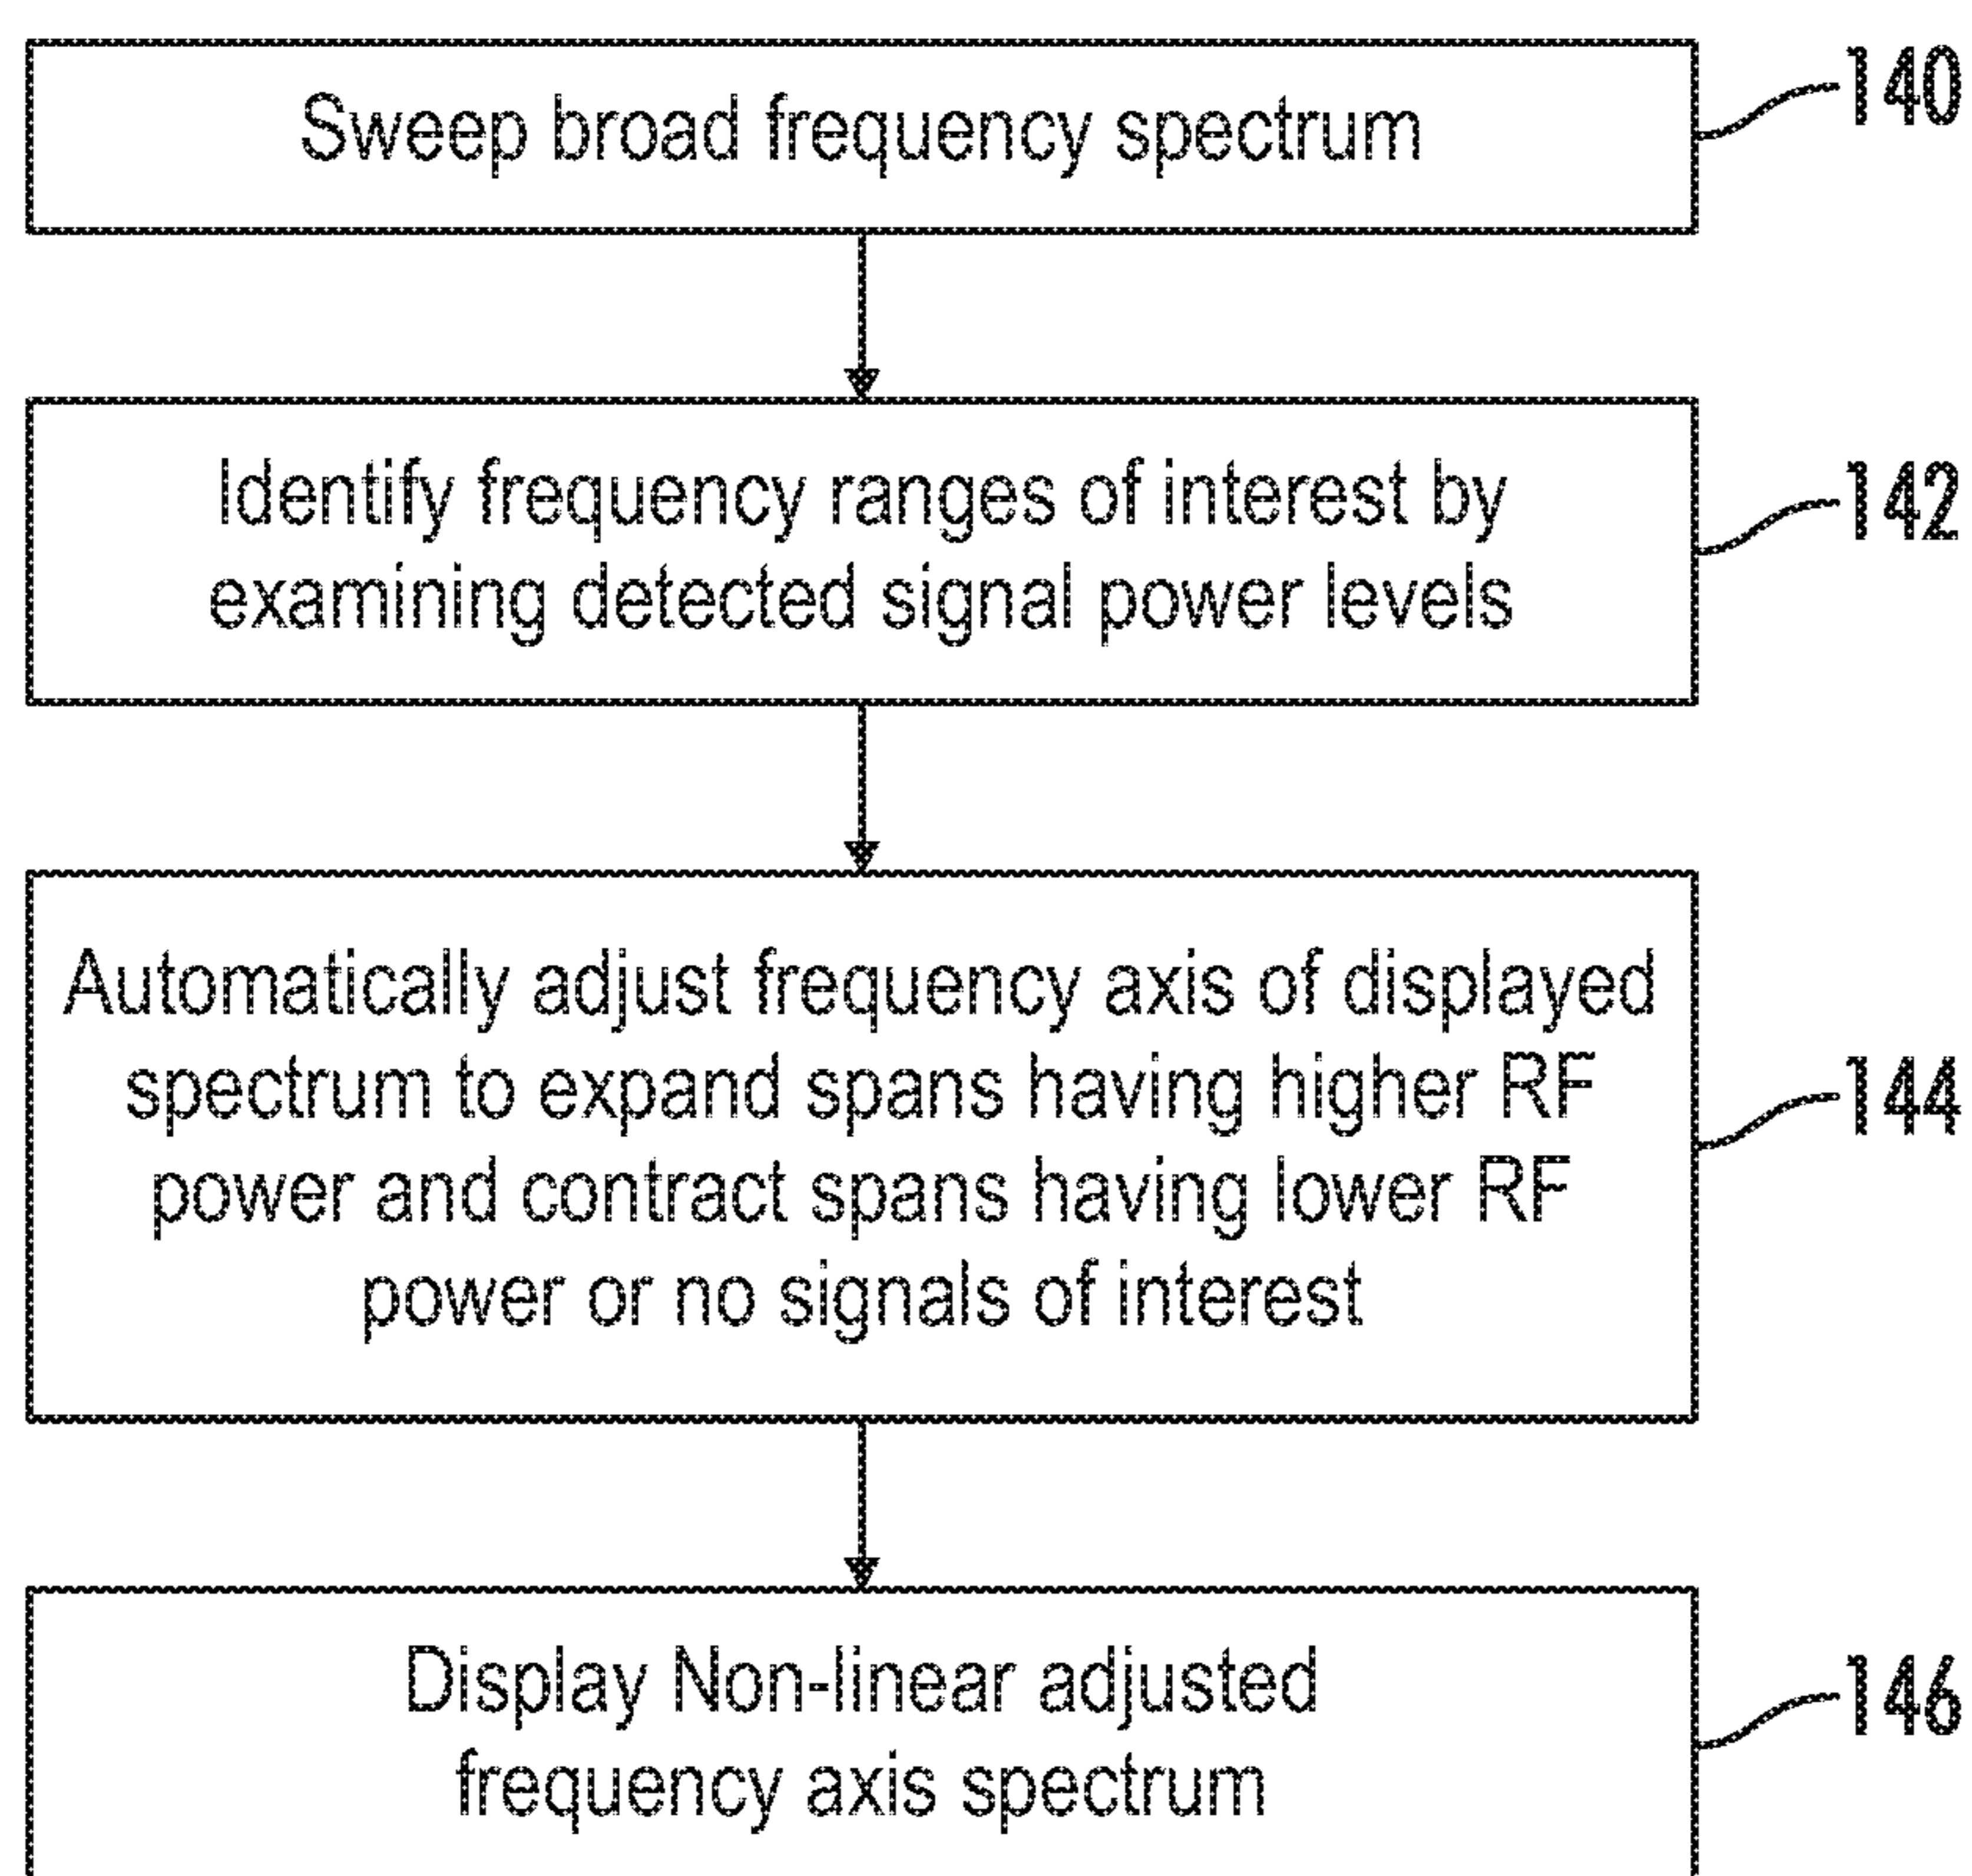 Sweep broad frequency spectrum
140
Identify frequency ranges of interest by
examining detected signal power levels
142
Automatically adjust frequency axis of displayed
spectrum to expand spans having higher RF
power and contract spans having lower RF
power or no signals of interest
144
Display Non-linear adjusted
frequency axis spectrum
146